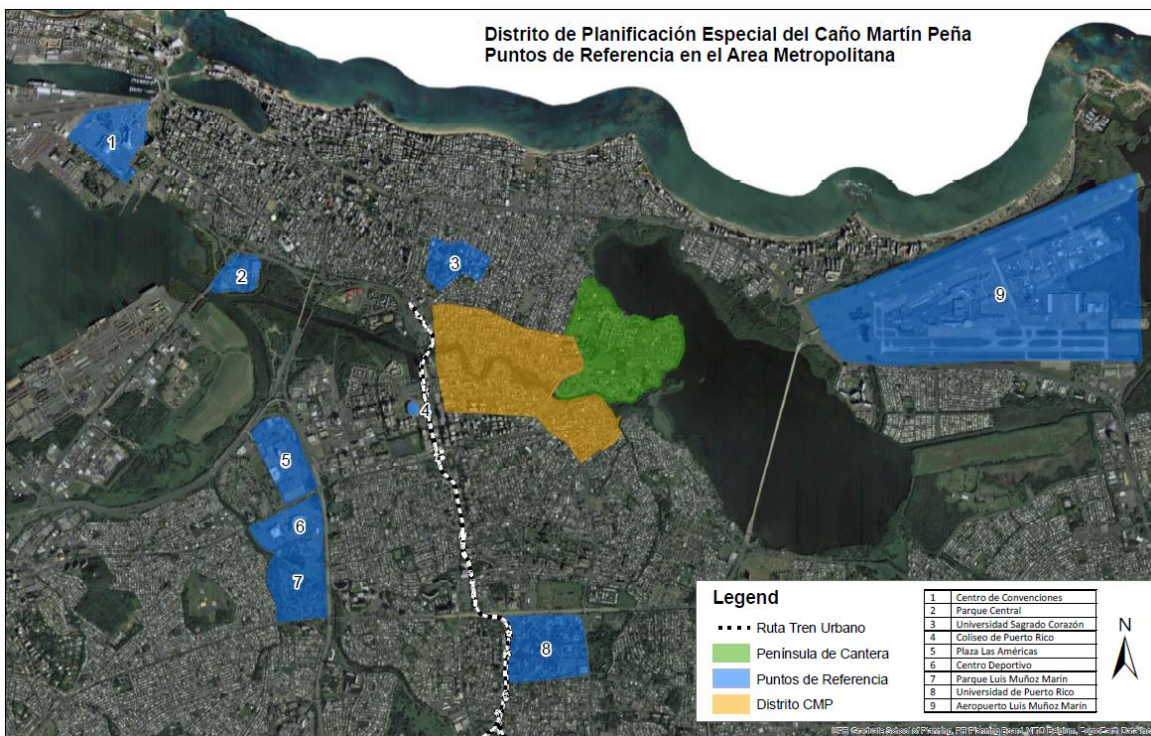 Distrito de Planificación Especial del Caño Martín Peña
Puntos de Referencia en el Area Metropolitana
1
2
3
9
4
5
6
7
8
Legend
Ruta Tren Urbano
Península de Cantera
Puntos de Referencia
Distrito CMP
1 Centro de Convenciones
2 Parque Central
3 Universidad Sagrado Corazón
4 Coliseo de Puerto Rico
5 Plaza Las Américas
6 Centro Deportivo
7 Parque Luis Muñoz Marín
8 Universidad de Puerto Rico
9 Aeropuerto Luis Muñoz Marín
N